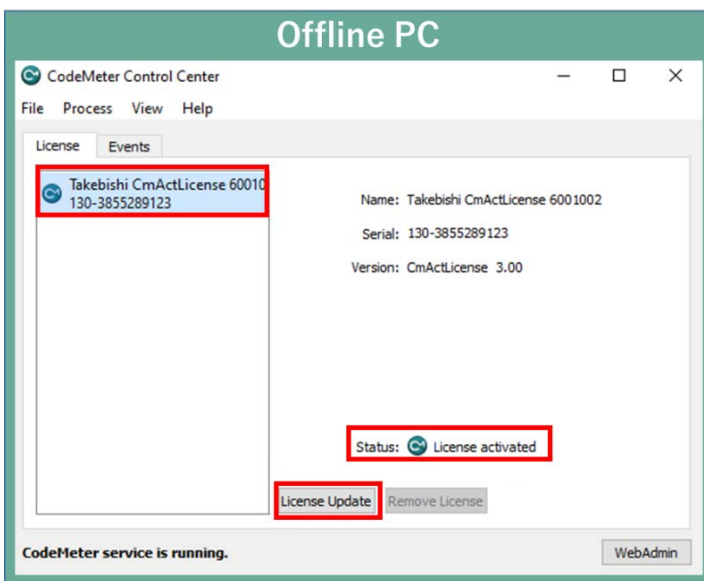 Offline PC
CodeMeter Control Center
File Process View Help
License Events
Takebishi CmActLicense 60010
130-3855289123
Name: Takebishi CmActLicense 6001002
Serial: 130-3855289123
Version: CmActLicense 3.00
Status: License activated
License Update Remove License
CodeMeter service is running.
WebAdmin